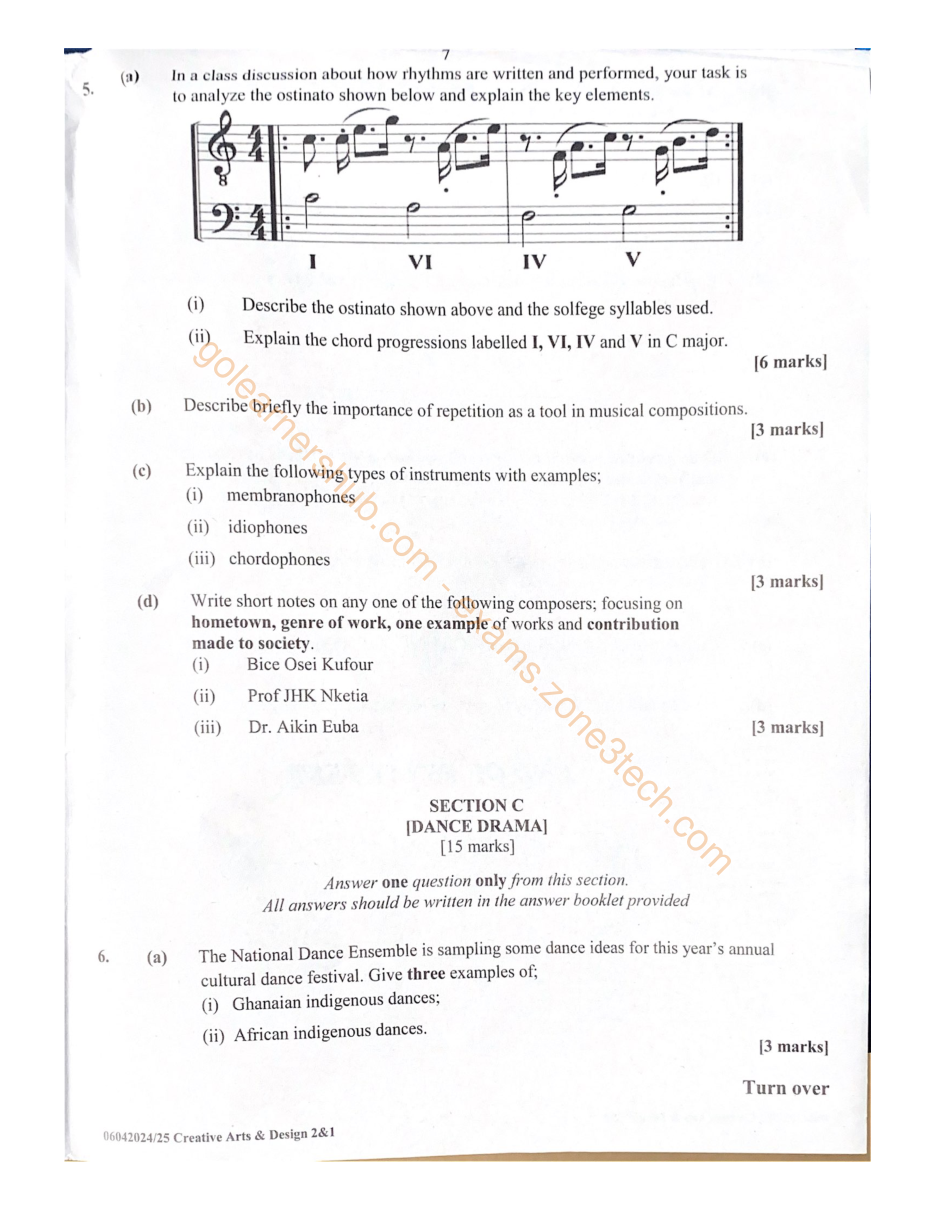 7
5. (a) In a class discussion about how rhythms are written and performed, your task is
to analyze the ostinato shown below and explain the key elements.
4
4
8
4
4
I VI IV V
(i) Describe the ostinato shown above and the solfege syllables used.
(ii) Explain the chord progressions labelled I, VI, IV and V in C major.
[6 marks]
(b) Describe briefly the importance of repetition as a tool in musical compositions.
[3 marks]
(c) Explain the following types of instruments with examples;
(i) membranophones
(ii) idiophones
(iii) chordophones
[3 marks]
(d) Write short notes on any one of the following composers; focusing on
hometown, genre of work, one example of works and contribution
made to society.
(i) Bice Osei Kufour
(ii) Prof JHK Nketia
(iii) Dr. Aikin Euba [3 marks]
golearnershub.com - exams.zone3tech.com
SECTION C
[DANCE DRAMA]
[15 marks]
Answer one question only from this section.
All answers should be written in the answer booklet provided
6. (a) The National Dance Ensemble is sampling some dance ideas for this year's annual
cultural dance festival. Give three examples of;
(i) Ghanaian indigenous dances;
(ii) African indigenous dances.
[3 marks]
Turn over
06042024/25 Creative Arts & Design 2&1